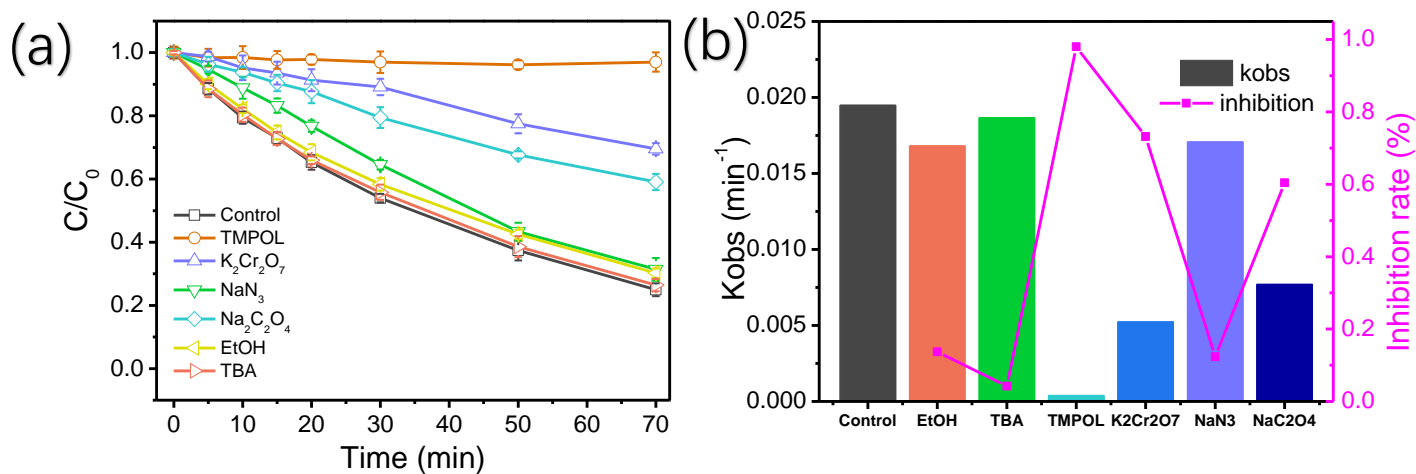 (a)
1.0
0.8
0.6
0.4
0.2
0.0
C/C₀
Control
TMPOL
K₂Cr₂O₇
NaN₃
Na₂C₂O₄
EtOH
TBA
0 10 20 30 40 50 60 70
Time (min)
(b)
0.025
0.020
0.015
0.010
0.005
0.000
Kobs (min⁻¹)
kobs
inhibition
Control EtOH TBA TMPOL K2Cr2O7 NaN3 NaC2O4
1.0
0.8
0.6
0.4
0.2
0.0
Inhibition rate (%)